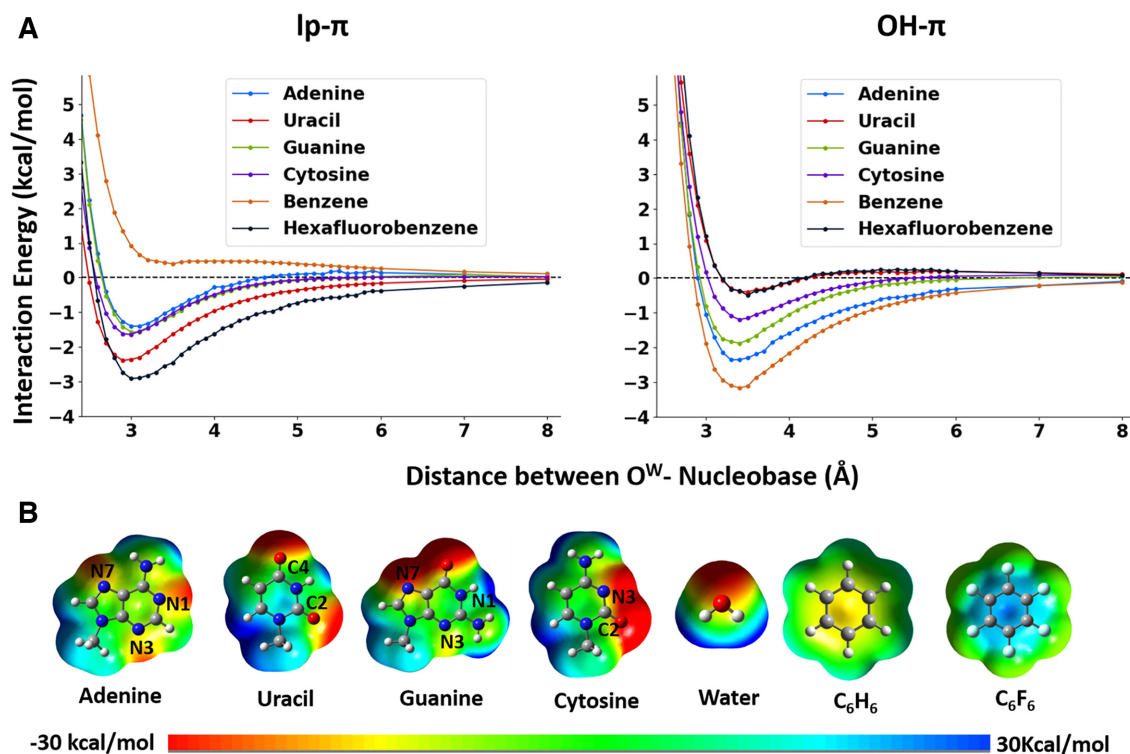 A
lp-π
OH-π
Interaction Energy (kcal/mol)
5
4
3
2
1
0
−1
−2
−3
−4
Adenine
Uracil
Guanine
Cytosine
Benzene
Hexafluorobenzene
3
4
5
6
7
8
5
4
3
2
1
0
−1
−2
−3
−4
Adenine
Uracil
Guanine
Cytosine
Benzene
Hexafluorobenzene
3
4
5
6
7
8
Distance between Oᵂ- Nucleobase (Å)
B
N7
N1
N3
C4
C2
N7
N1
N3
N3
C2
Adenine
Uracil
Guanine
Cytosine
Water
C₆H₆
C₆F₆
-30 kcal/mol
30Kcal/mol